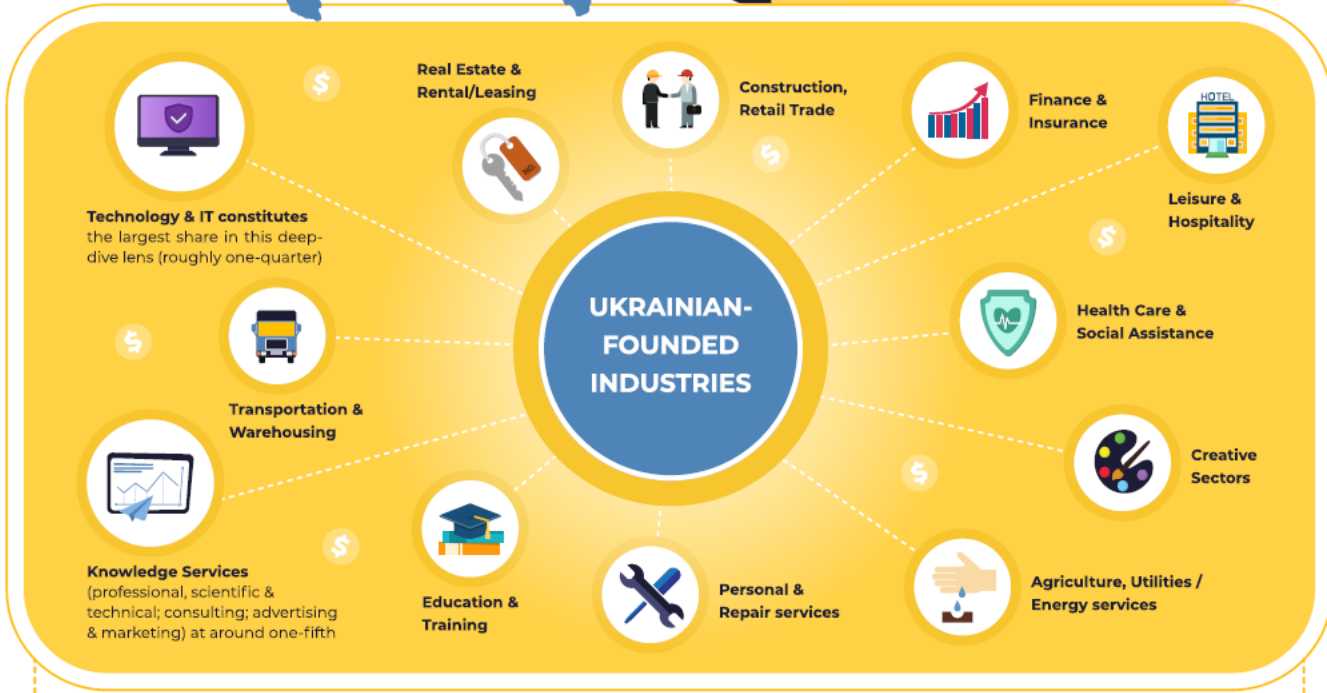 Real Estate &
Rental/Leasing
Construction,
Retail Trade
Finance &
Insurance
HOTEL
Leisure &
Hospitality
NO.
Technology & IT constitutes
the largest share in this deep-
dive lens (roughly one-quarter)
UKRAINIAN-
FOUNDED
INDUSTRIES
Health Care &
Social Assistance
Transportation &
Warehousing
Creative
Sectors
Knowledge Services
(professional, scientific &
technical; consulting; advertising
& marketing) at around one-fifth
Education &
Training
Personal &
Repair services
Agriculture, Utilities /
Energy services
$
$
$
$
$
$